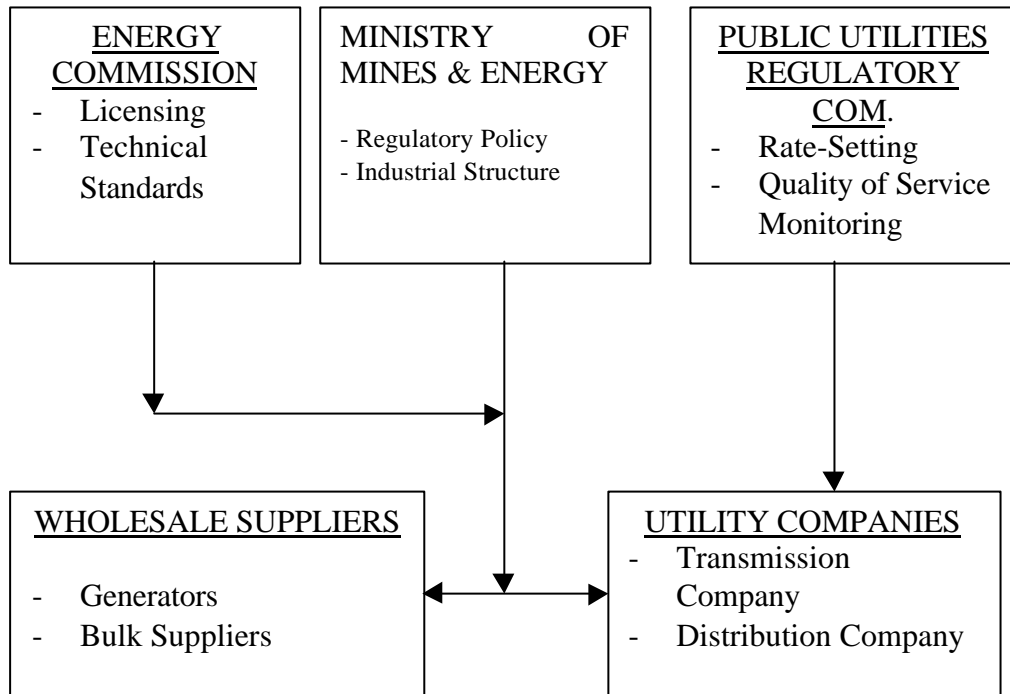 ENERGY
COMMISSION
- Licensing
- Technical
Standards
MINISTRY OF
MINES & ENERGY
- Regulatory Policy
- Industrial Structure
PUBLIC UTILITIES
REGULATORY
COM.
- Rate-Setting
- Quality of Service
Monitoring
WHOLESALE SUPPLIERS
- Generators
- Bulk Suppliers
UTILITY COMPANIES
- Transmission
Company
- Distribution Company